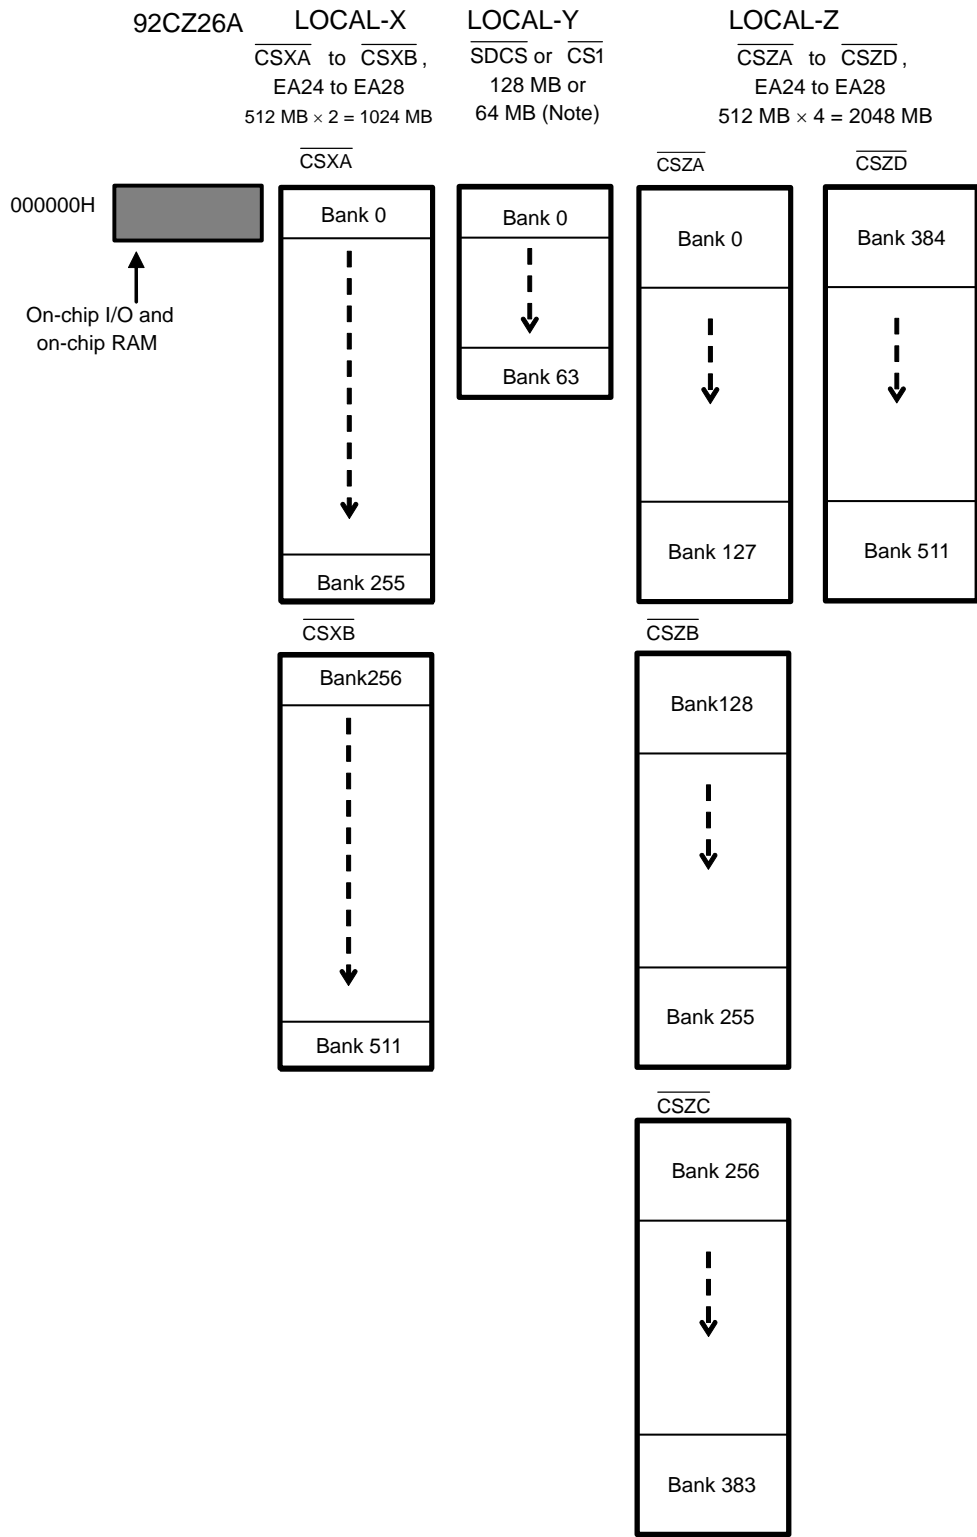 92CZ26A
LOCAL-X
LOCAL-Y
LOCAL-Z
CSXA to CSXB,
EA24 to EA28
512 MB × 2 = 1024 MB
SDCS or CS1
128 MB or
64 MB (Note)
CSZA to CSZD,
EA24 to EA28
512 MB × 4 = 2048 MB
CSXA
CSZA
CSZD
000000H
Bank 0
Bank 0
Bank 0
Bank 384
On-chip I/O and
on-chip RAM
Bank 63
Bank 255
Bank 127
Bank 511
CSXB
CSZB
Bank256
Bank128
Bank 511
Bank 255
CSZC
Bank 256
Bank 383